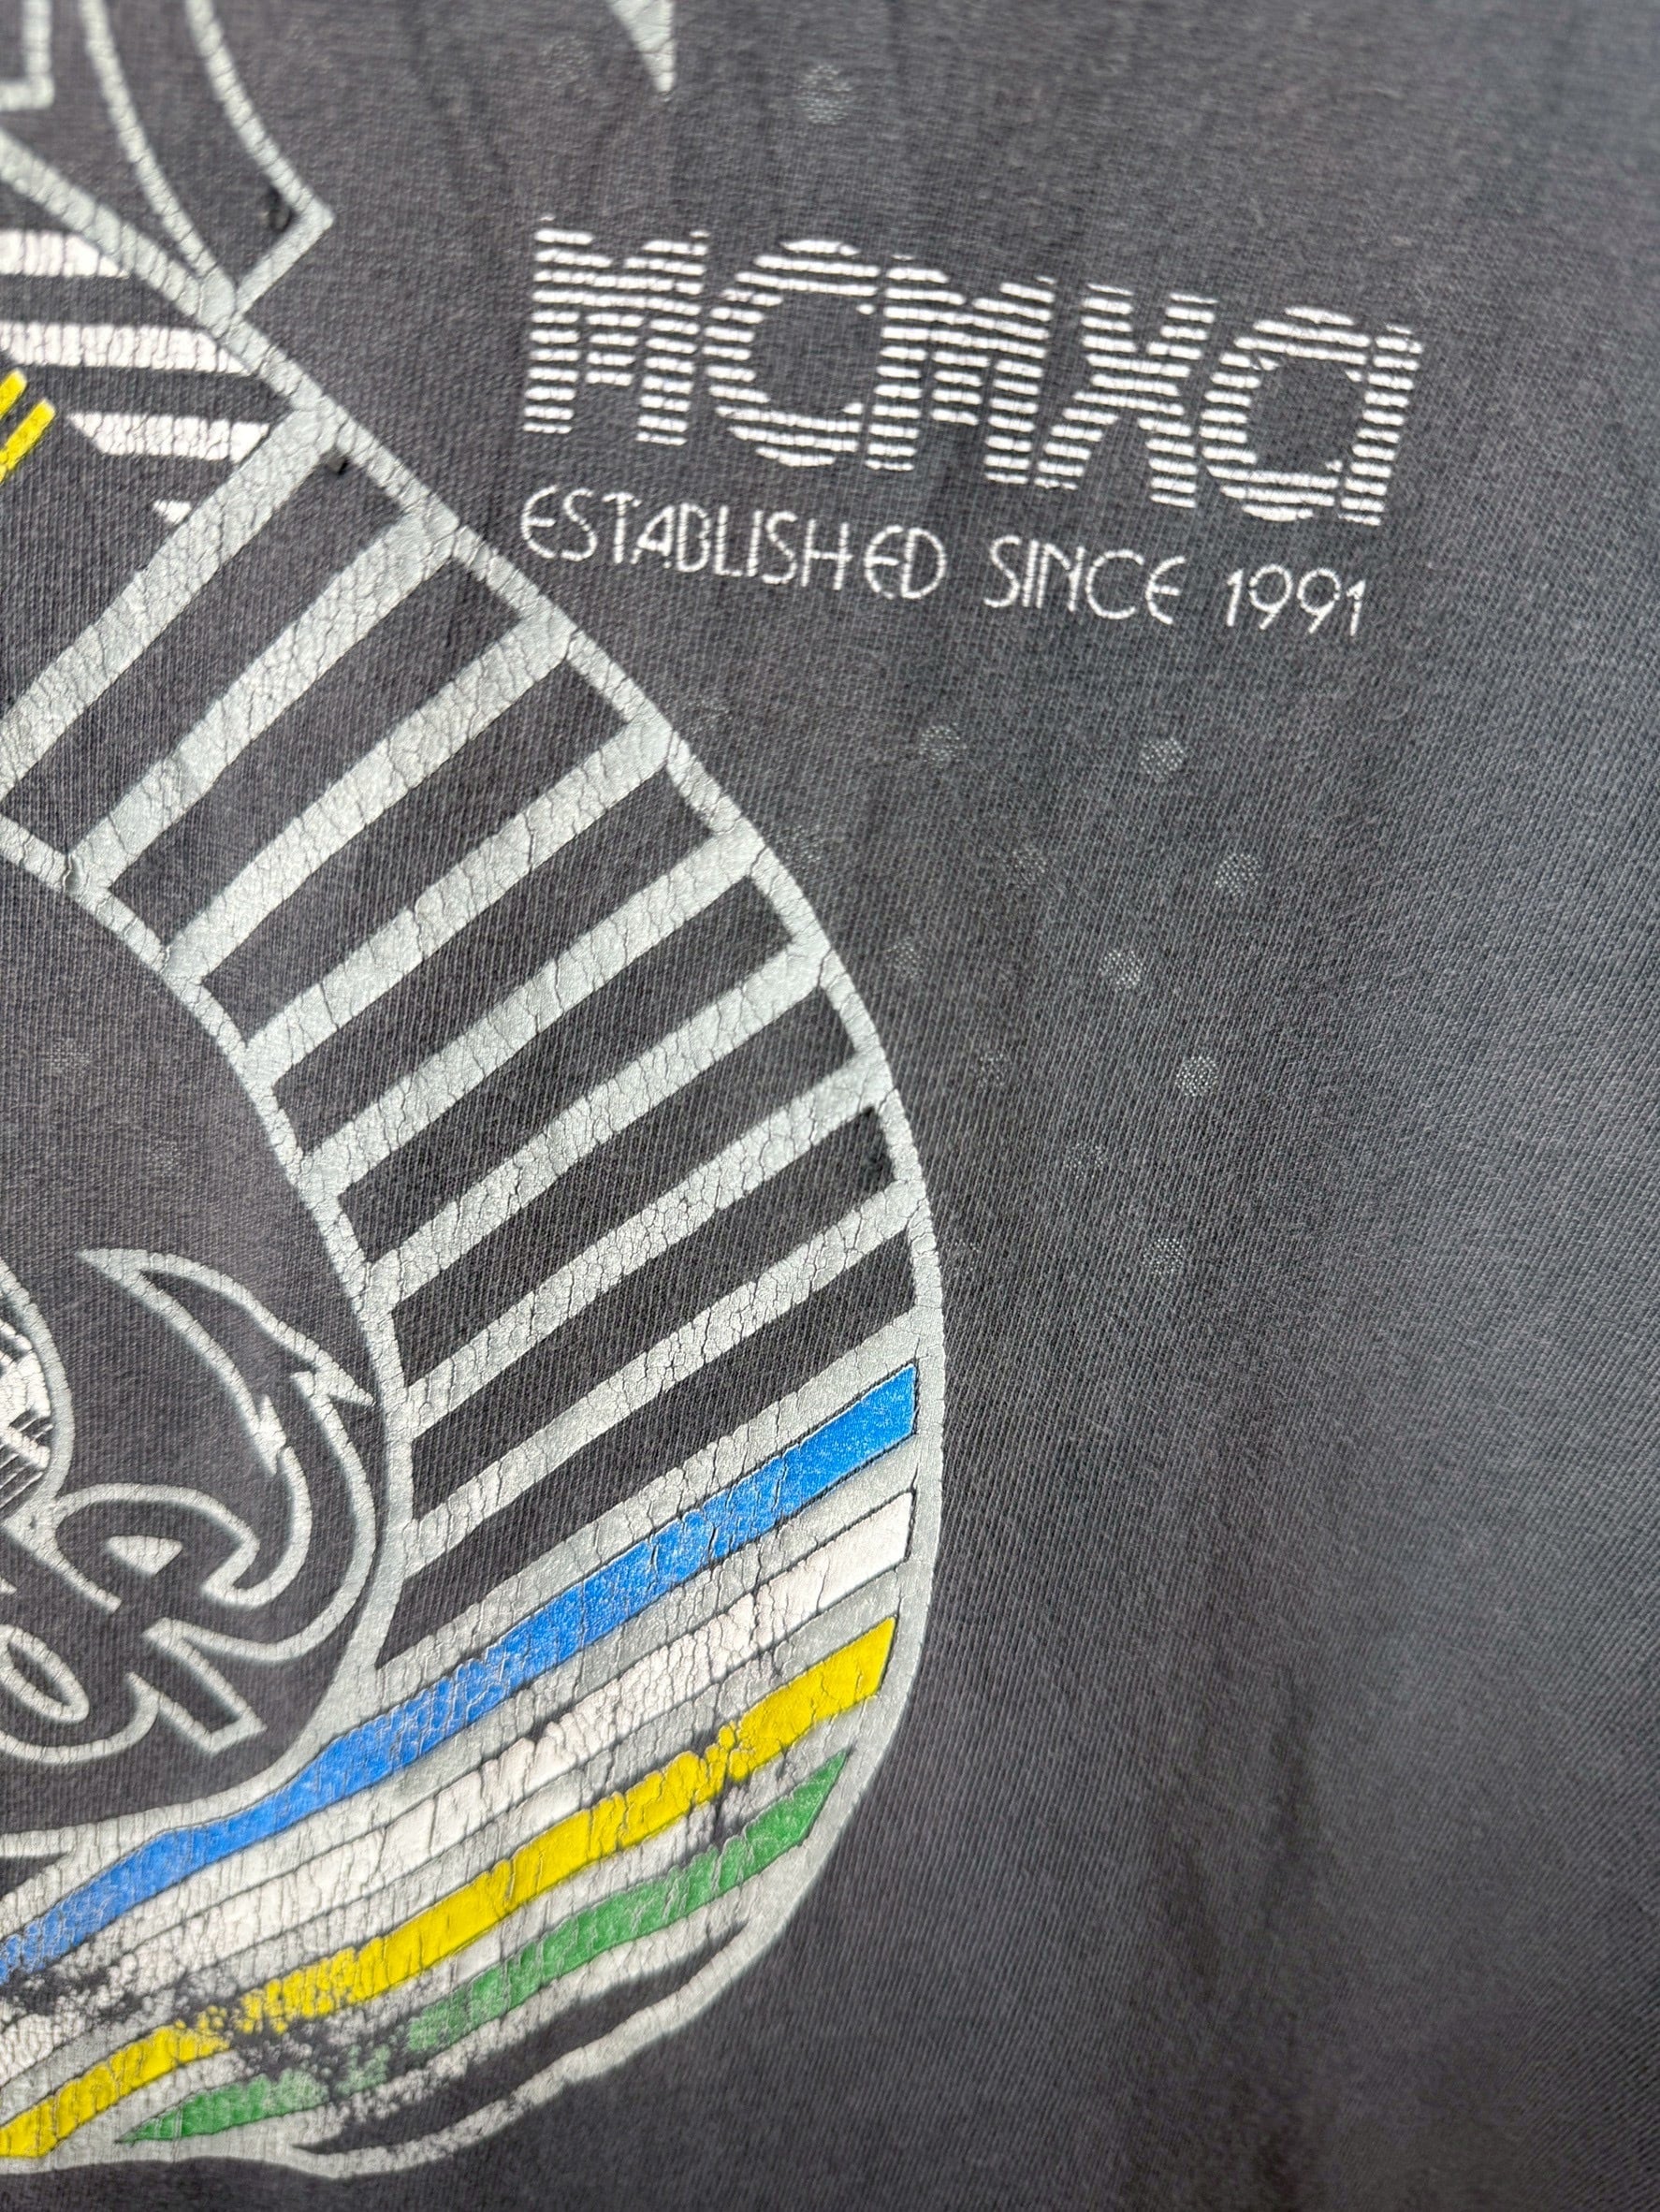 MCMXCI
ESTABLISHED SINCE 1991